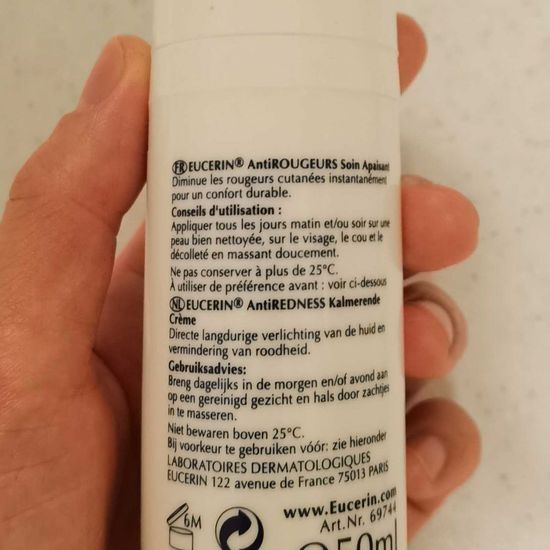 FR EUCERIN® AntiROUGEURS Soin Apaisant
Diminue les rougeurs cutanées instantanément
pour un confort durable.
Conseils d'utilisation :
Appliquer tous les jours matin et/ou soir sur une
peau bien nettoyée, sur le visage, le cou et le
décolleté en massant doucement.
Ne pas conserver à plus de 25°C.
À utiliser de préférence avant : voir ci-dessous
NL EUCERIN® AntiREDNESS Kalmerende
Crème
Directe langdurige verlichting van de huid en
vermindering van roodheid.
Gebruiksadvies:
Breng dagelijks in de morgen en/of avond aan
op een gereinigd gezicht en hals door zachtjes
in te masseren.
Niet bewaren boven 25°C.
Bij voorkeur te gebruiken vóór: zie hieronder
LABORATOIRES DERMATOLOGIQUES
EUCERIN 122 avenue de France 75013 PARIS
www.Eucerin.com
Art.Nr. 69744
6M
50ml